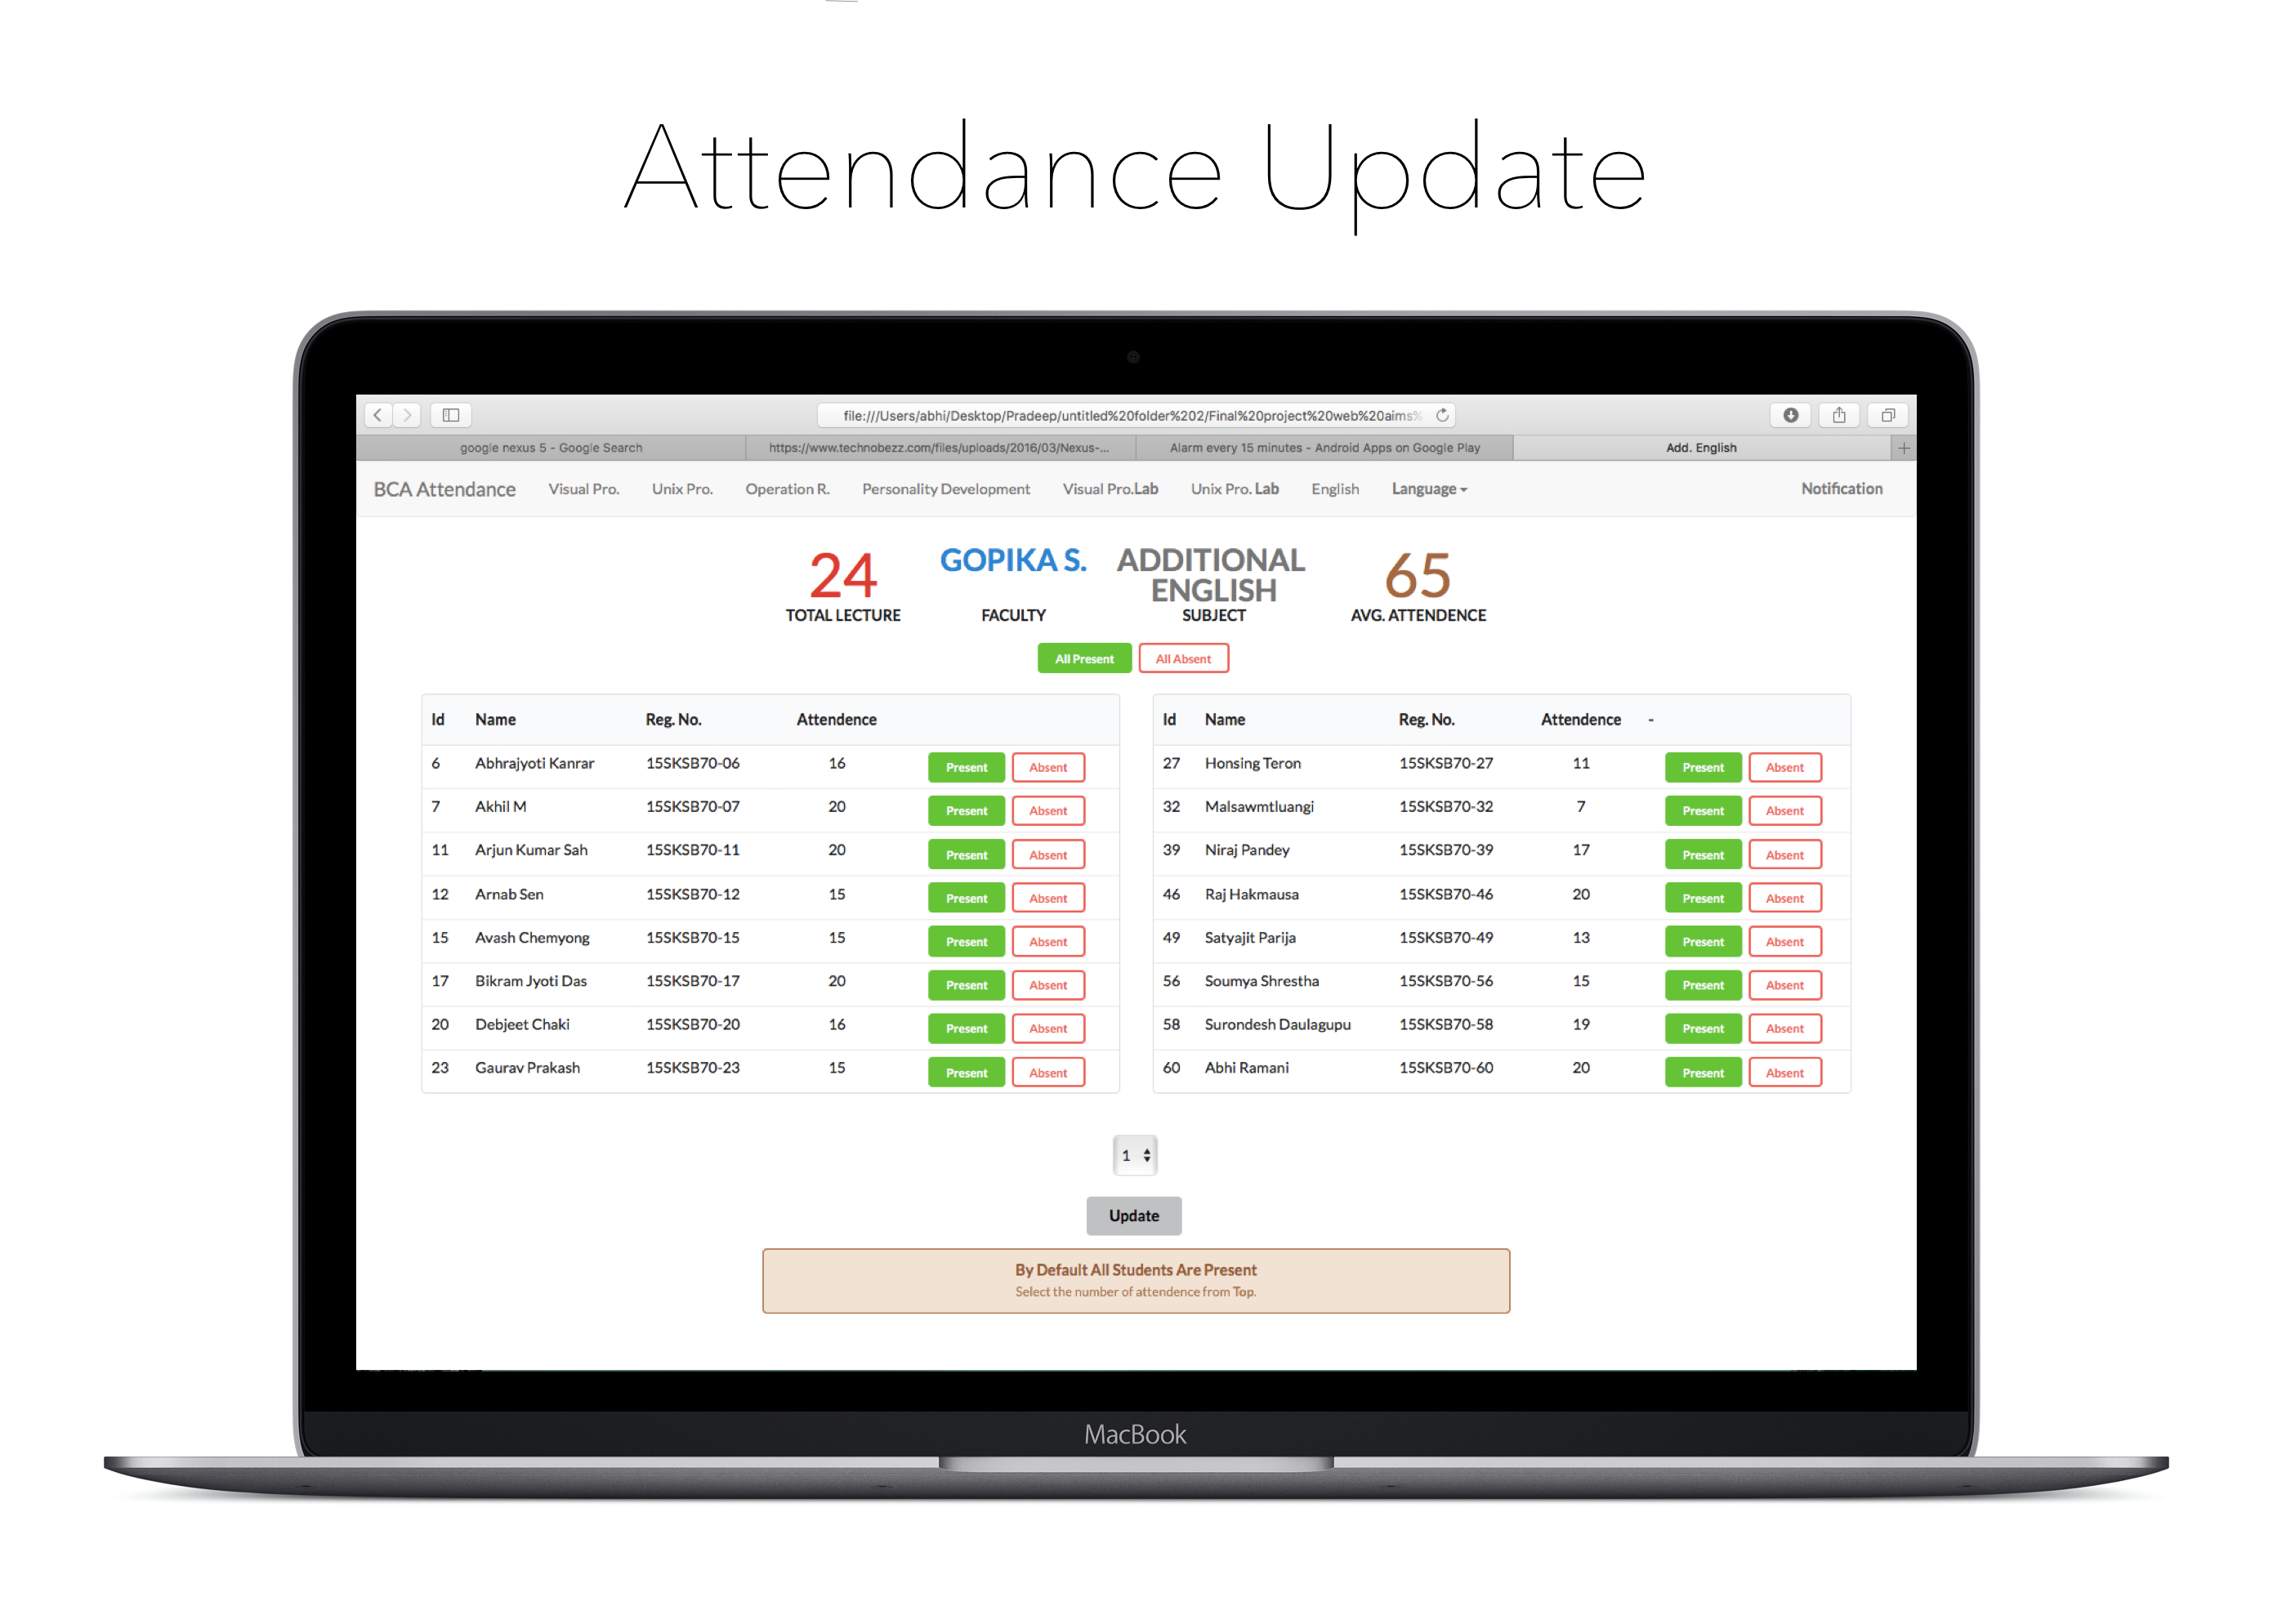 Attendance Update
file:///Users/abhi/Desktop/Pradeep/untitled%20folder%202/Final%20project%20web%20aims%
google nexus 5 - Google Search
https://www.technobezz.com/files/uploads/2016/03/Nexus-...
Alarm every 15 minutes - Android Apps on Google Play
Add. English
BCA Attendance Visual Pro. Unix Pro. Operation R. Personality Development Visual Pro.Lab Unix Pro. Lab English Language Notification
24
TOTAL LECTURE
GOPIKA S.
FACULTY
ADDITIONAL
ENGLISH
SUBJECT
65
AVG. ATTENDENCE
All Present All Absent
Id Name Reg. No. Attendence
6 Abhrajyoti Kanrar 15SKSB70-06 16 Present Absent
7 Akhil M 15SKSB70-07 20 Present Absent
11 Arjun Kumar Sah 15SKSB70-11 20 Present Absent
12 Arnab Sen 15SKSB70-12 15 Present Absent
15 Avash Chemyong 15SKSB70-15 15 Present Absent
17 Bikram Jyoti Das 15SKSB70-17 20 Present Absent
20 Debjeet Chaki 15SKSB70-20 16 Present Absent
23 Gaurav Prakash 15SKSB70-23 15 Present Absent
Id Name Reg. No. Attendence -
27 Honsing Teron 15SKSB70-27 11 Present Absent
32 Malsawmtluangi 15SKSB70-32 7 Present Absent
39 Niraj Pandey 15SKSB70-39 17 Present Absent
46 Raj Hakmausa 15SKSB70-46 20 Present Absent
49 Satyajit Parija 15SKSB70-49 13 Present Absent
56 Soumya Shrestha 15SKSB70-56 15 Present Absent
58 Surondesh Daulagupu 15SKSB70-58 19 Present Absent
60 Abhi Ramani 15SKSB70-60 20 Present Absent
1
Update
By Default All Students Are Present
Select the number of attendence from Top.
MacBook